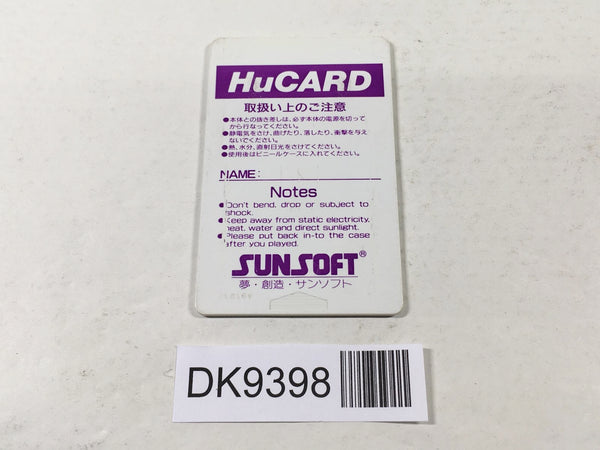 HuCARD
取扱い上のご注意
●本体との抜き差しは、必ず本体の電源を切って
から行なってください。
●静電気をさけ、曲げたり、落したり、衝撃を与え
ないでください。
●熱、水分、直射日光をさけてください。
●使用後はビニールケースに入れてください。
NAME:
Notes
●Don't bend, drop or subject to
shock.
●Keep away from static electricity,
heat, water and direct sunlight.
●Please put back in-to the case
after you played.
SUNSOFT®
夢・創造・サンソフト
DK9398